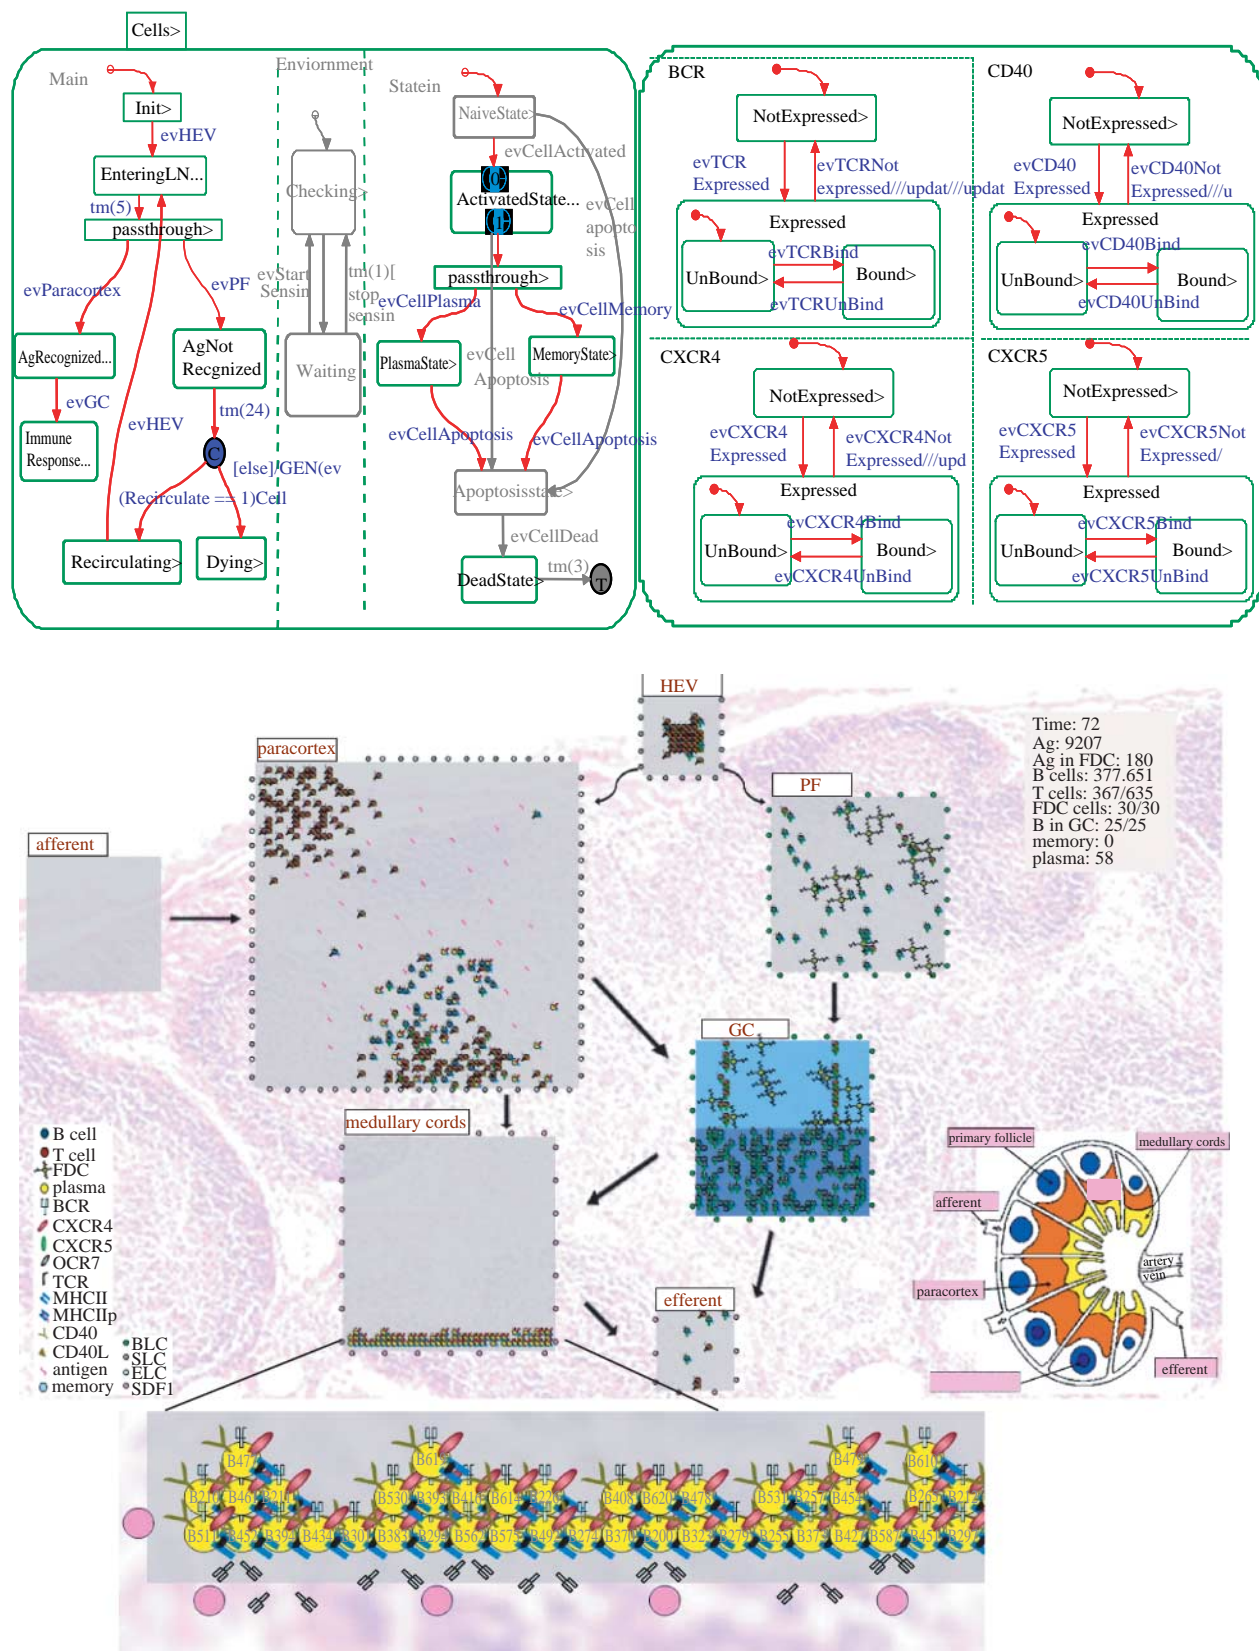 Cells>
Main
Init>
evHEV
EnteringLN...
tm(5)
passthrough>
evParacortex
evPF
AgRecognized...
AgNot
Recgnized
evGC
tm(24)
Immune
Response...
evHEV
C
[else]/GEN(ev
(Recirculate == 1)Cell
Recirculating>
Dying>
Enviornment
Checking>
evStart
Sensin
tm(1)[
stop
sensin
Waiting
Statein
NaiveState>
evCellActivated
0
ActivatedState...
1
evCell
apopto
sis
passthrough>
evCellPlasma
evCellMemory
PlasmaState>
MemoryState>
evCell
Apoptosis
evCellApoptosis
evCellApoptosis
Apoptosisstate>
evCellDead
DeadState>
tm(3)
T
BCR
NotExpressed>
evTCR
Expressed
evTCRNot
expressed///updat///updat
Expressed
UnBound>
evTCRBind
Bound>
evTCRUnBind
CD40
NotExpressed>
evCD40
Expressed
evCD40Not
Expressed///u
Expressed
evCD40Bind
UnBound>
Bound>
evCD40UnBind
CXCR4
NotExpressed>
evCXCR4
Expressed
evCXCR4Not
Expressed///upd
Expressed
evCXCR4Bind
UnBound>
Bound>
evCXCR4UnBind
CXCR5
NotExpressed>
evCXCR5
Expressed
evCXCR5Not
Expressed/
Expressed
evCXCR5Bind
UnBound>
Bound>
evCXCR5UnBind
HEV
paracortex
PF
afferent
Time: 72
Ag: 9207
Ag in FDC: 180
B cells: 377.651
T cells: 367/635
FDC cells: 30/30
B in GC: 25/25
memory: 0
plasma: 58
GC
medullary cords
efferent
B cell
T cell
FDC
plasma
BCR
CXCR4
CXCR5
OCR7
TCR
MHCII
MHCIIp
CD40
CD40L
antigen
memory
BLC
SLC
ELC
SDF1
primary follicle
medullary cords
afferent
artery
vein
paracortex
efferent